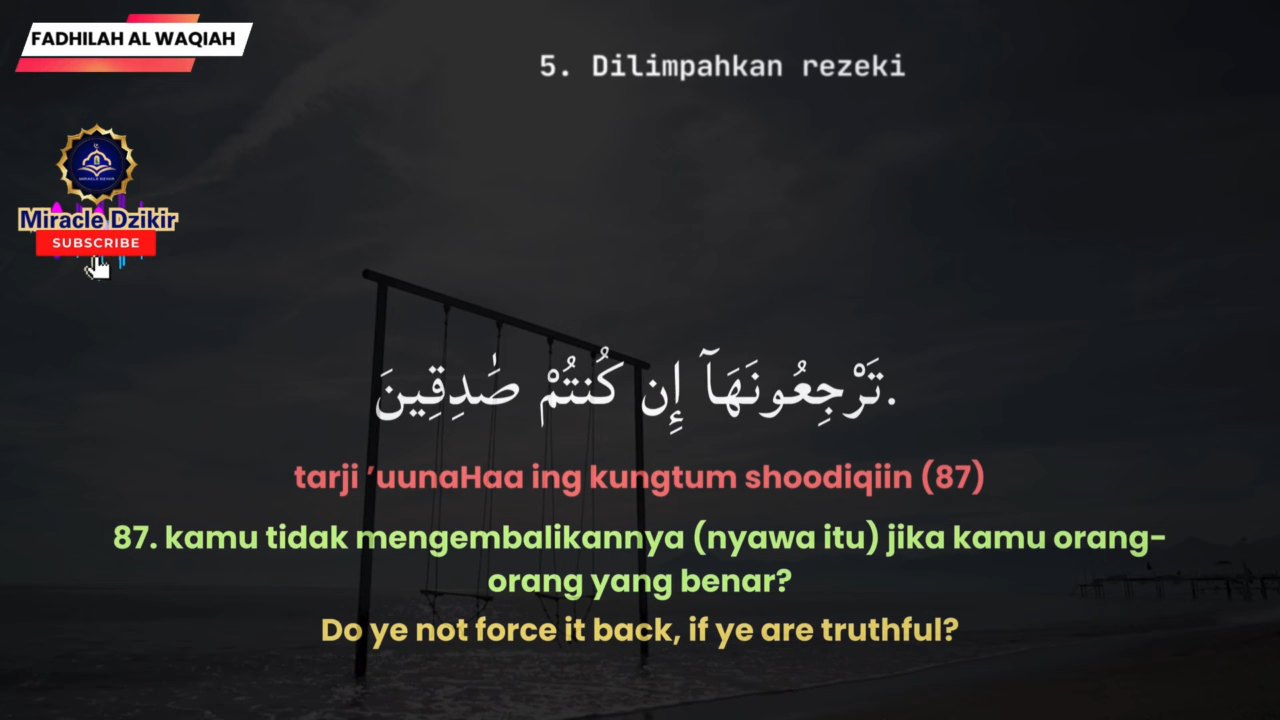 FADHILAH AL WAQIAH
5. Dilimpahkan rezeki
Miracle Dzikir
SUBSCRIBE
تَرْجِعُونَهَآ إِن كُنتُمْ صَٰدِقِينَ.
tarji ’uunaHaa ing kungtum shoodiqiin (87)
87. kamu tidak mengembalikannya (nyawa itu) jika kamu orang-
orang yang benar?
Do ye not force it back, if ye are truthful?